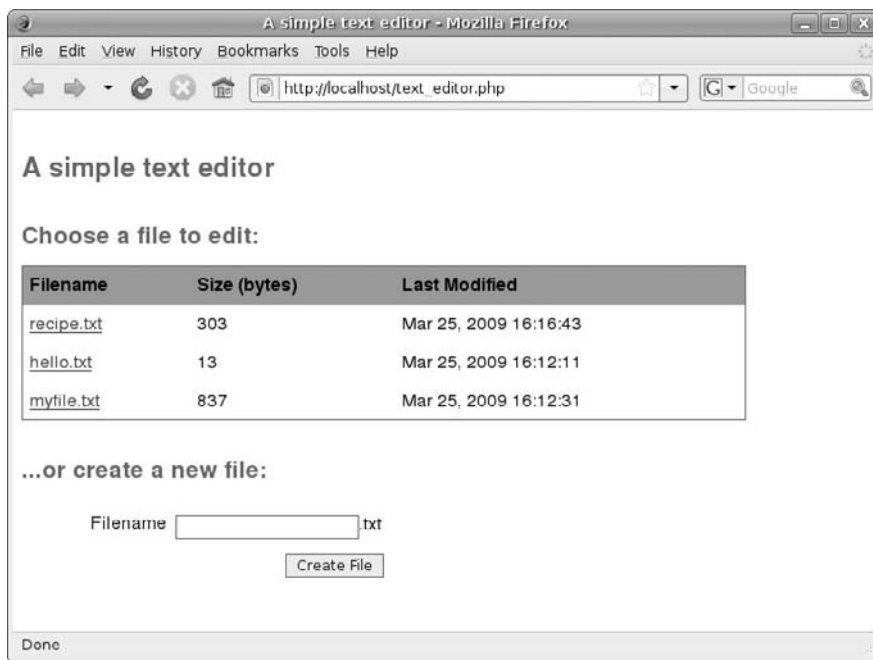 A simple text editor - Mozilla Firefox
File Edit View History Bookmarks Tools Help
http://localhost/text_editor.php
G Google
A simple text editor
Choose a file to edit:
Filename Size (bytes) Last Modified
recipe.txt 303 Mar 25, 2009 16:16:43
hello.txt 13 Mar 25, 2009 16:12:11
myfile.txt 837 Mar 25, 2009 16:12:31
...or create a new file:
Filename .txt
Create File
Done